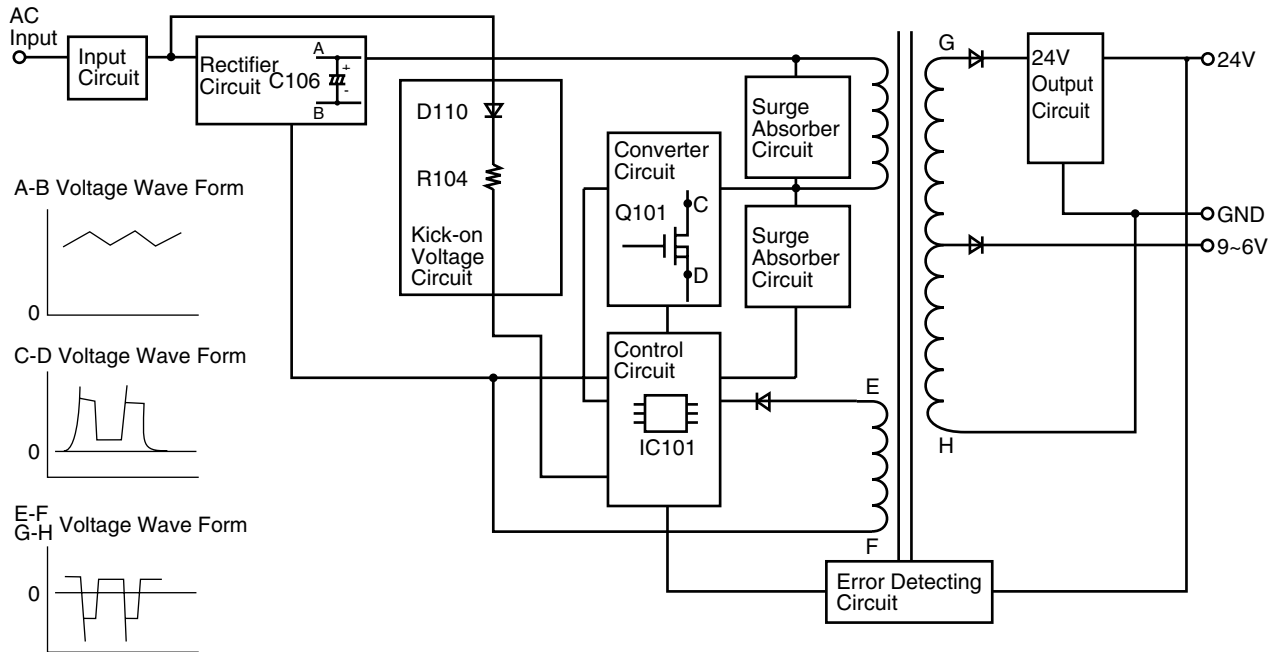 AC
Input
Input
Circuit
Rectifier
Circuit
C106
A
+
-
B
D110
R104
Kick-on
Voltage
Circuit
Converter
Circuit
Q101
C
D
Surge
Absorber
Circuit
Surge
Absorber
Circuit
Control
Circuit
IC101
E
F
G
H
24V
Output
Circuit
24V
GND
9~6V
Error Detecting
Circuit
A-B Voltage Wave Form
0
C-D Voltage Wave Form
0
E-F
G-H Voltage Wave Form
0